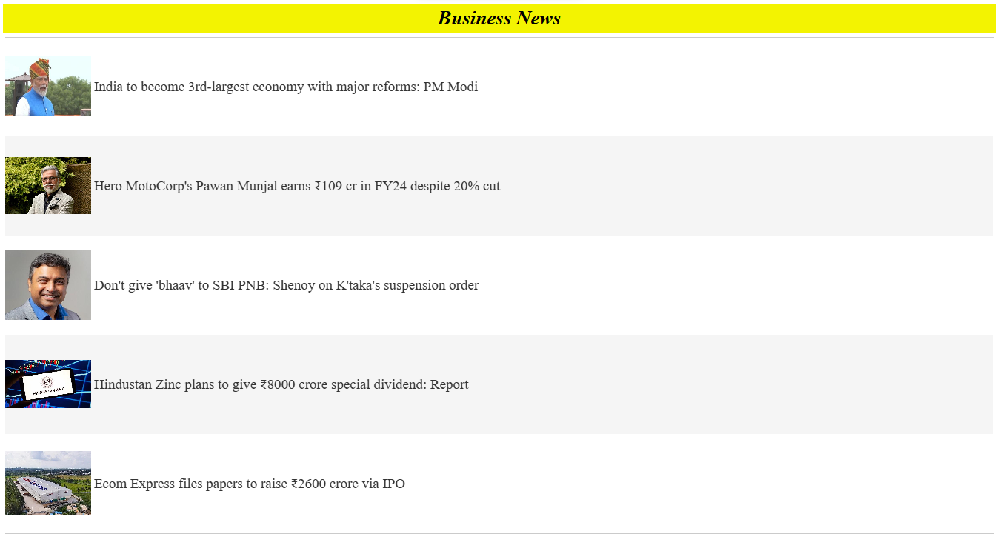 Business News
India to become 3rd-largest economy with major reforms: PM Modi
Hero MotoCorp's Pawan Munjal earns ₹109 cr in FY24 despite 20% cut
Don't give 'bhaav' to SBI PNB: Shenoy on K'taka's suspension order
HINDUSTAN ZINC
Hindustan Zinc plans to give ₹8000 crore special dividend: Report
Ecom Express files papers to raise ₹2600 crore via IPO